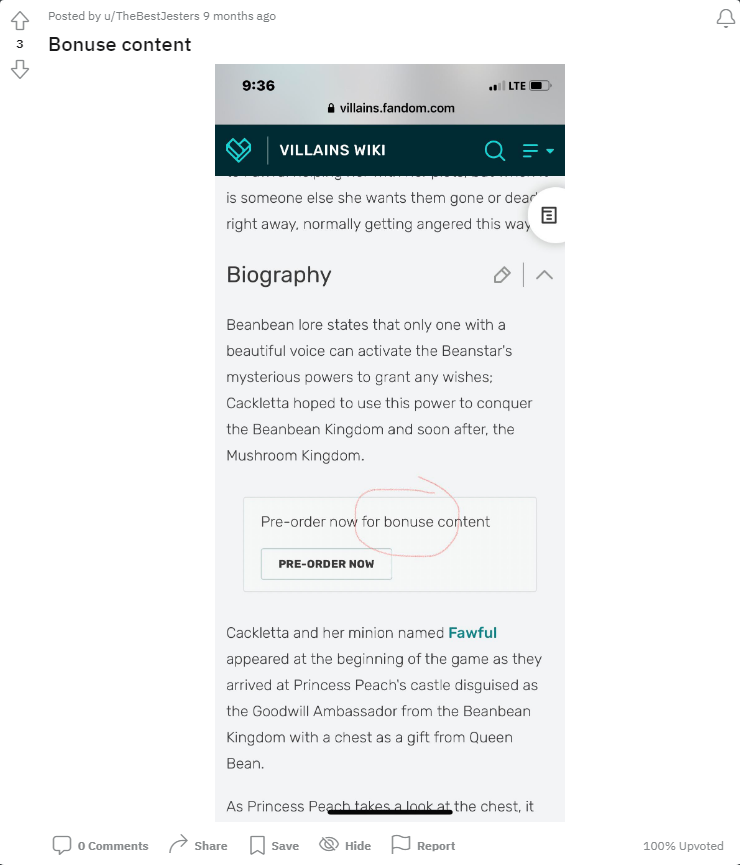 Posted by u/TheBestJesters 9 months ago
3
Bonuse content
9:36
LTE
villains.fandom.com
VILLAINS WIKI
is someone else she wants them gone or dead
right away, normally getting angered this way
Biography
Beanbean lore states that only one with a
beautiful voice can activate the Beanstar's
mysterious powers to grant any wishes;
Cackletta hoped to use this power to conquer
the Beanbean Kingdom and soon after, the
Mushroom Kingdom.
Pre-order now for bonuse content
PRE-ORDER NOW
Cackletta and her minion named Fawful
appeared at the beginning of the game as they
arrived at Princess Peach's castle disguised as
the Goodwill Ambassador from the Beanbean
Kingdom with a chest as a gift from Queen
Bean.
As Princess Peach takes a look at the chest, it
0 Comments
Share
Save
Hide
Report
100% Upvoted